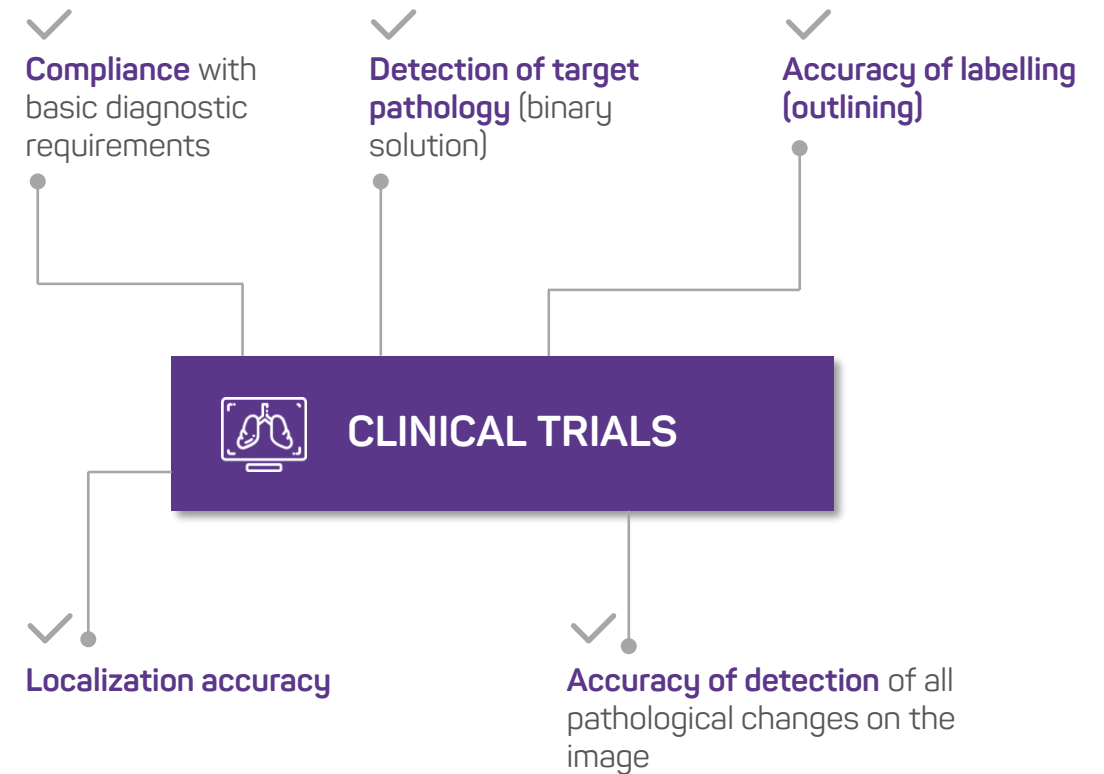 Compliance with
basic diagnostic
requirements
Detection of target
pathology (binary
solution)
Accuracy of labelling
(outlining)
CLINICAL TRIALS
Localization accuracy
Accuracy of detection of all
pathological changes on the
image